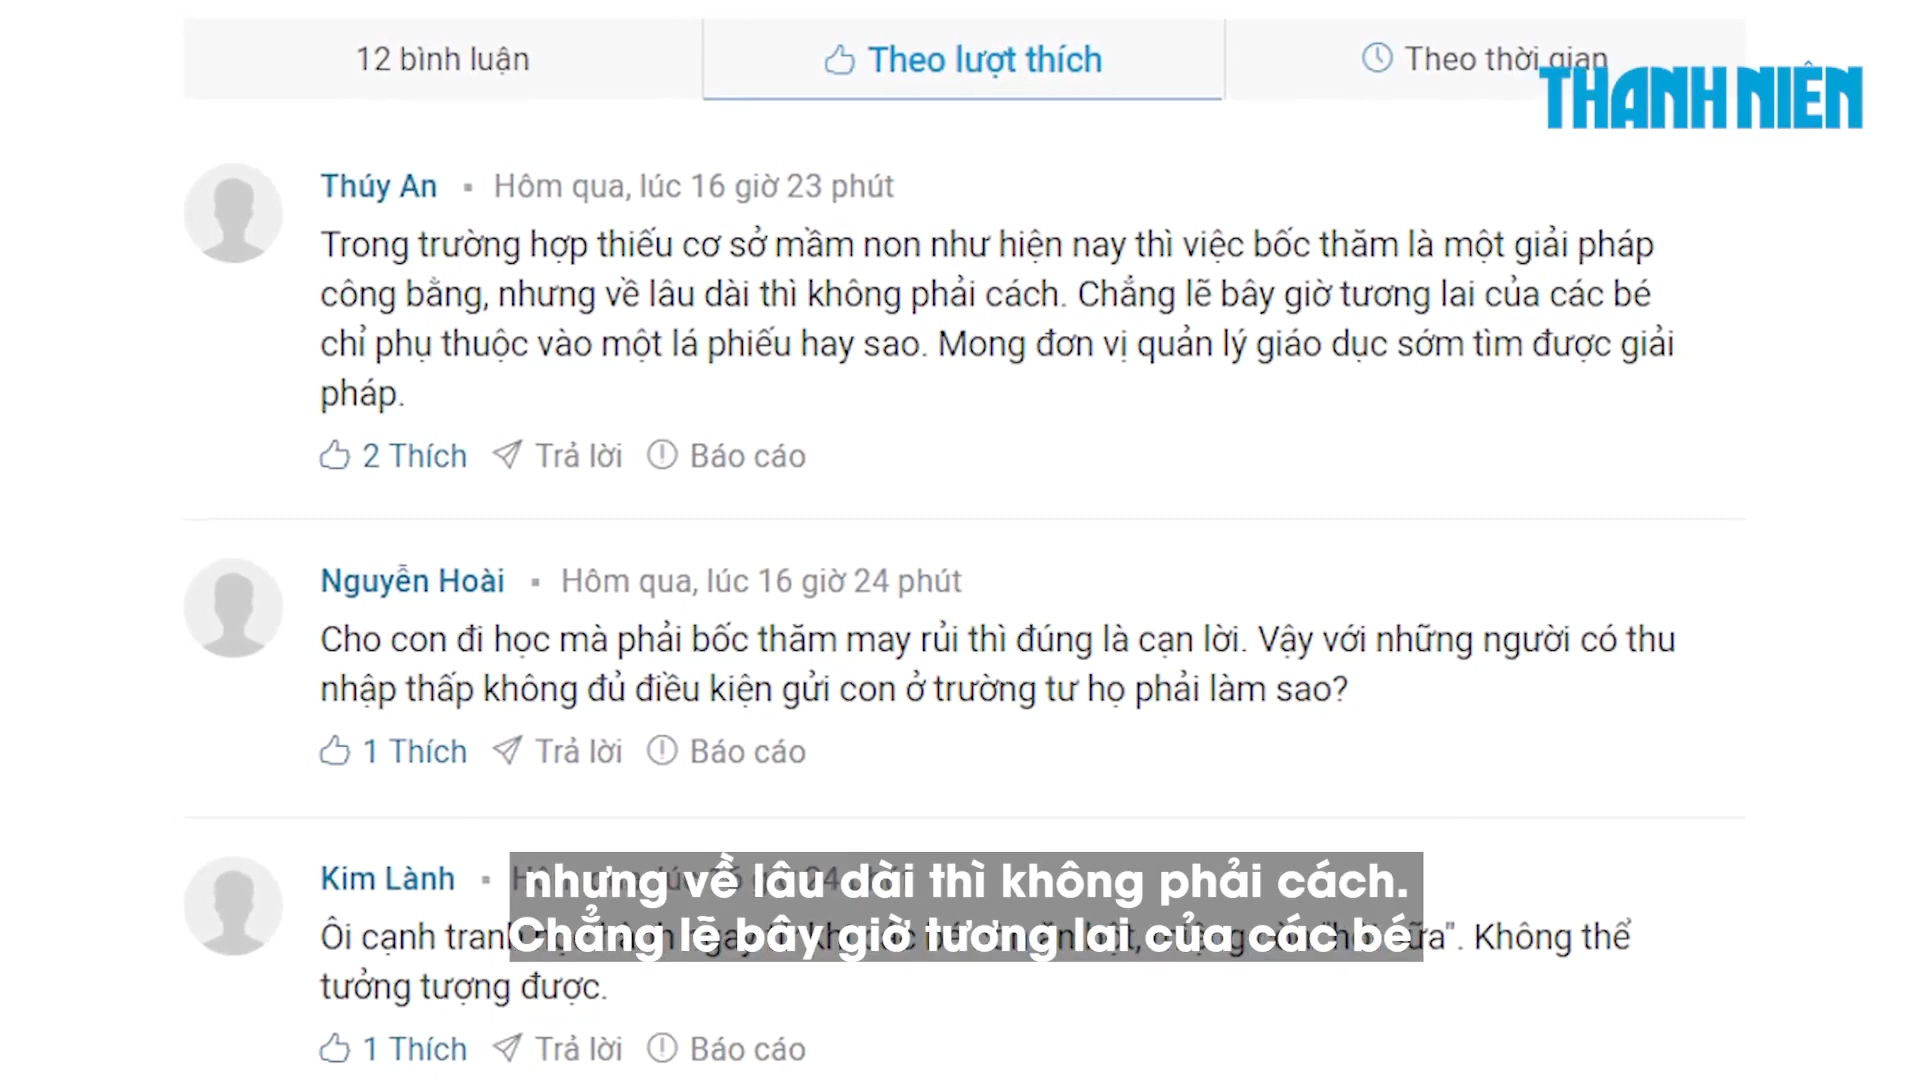 12 bình luận
Theo lượt thích
Theo thời gian
THANH NIÊN
Thúy An ▪ Hôm qua, lúc 16 giờ 23 phút
Trong trường hợp thiếu cơ sở mầm non như hiện nay thì việc bốc thăm là một giải pháp
công bằng, nhưng về lâu dài thì không phải cách. Chẳng lẽ bây giờ tương lai của các bé
chỉ phụ thuộc vào một lá phiếu hay sao. Mong đơn vị quản lý giáo dục sớm tìm được giải
pháp.
2 Thích Trả lời Báo cáo
Nguyễn Hoài ▪ Hôm qua, lúc 16 giờ 24 phút
Cho con đi học mà phải bốc thăm may rủi thì đúng là cạn lời. Vậy với những người có thu
nhập thấp không đủ điều kiện gửi con ở trường tư họ phải làm sao?
1 Thích Trả lời Báo cáo
Kim Lành ▪
nhưng về lâu dài thì không phải cách.
Chẳng lẽ bây giờ tương lai của các bé
Ôi cạnh tranh sữa". Không thể
tưởng tượng được.
1 Thích Trả lời Báo cáo